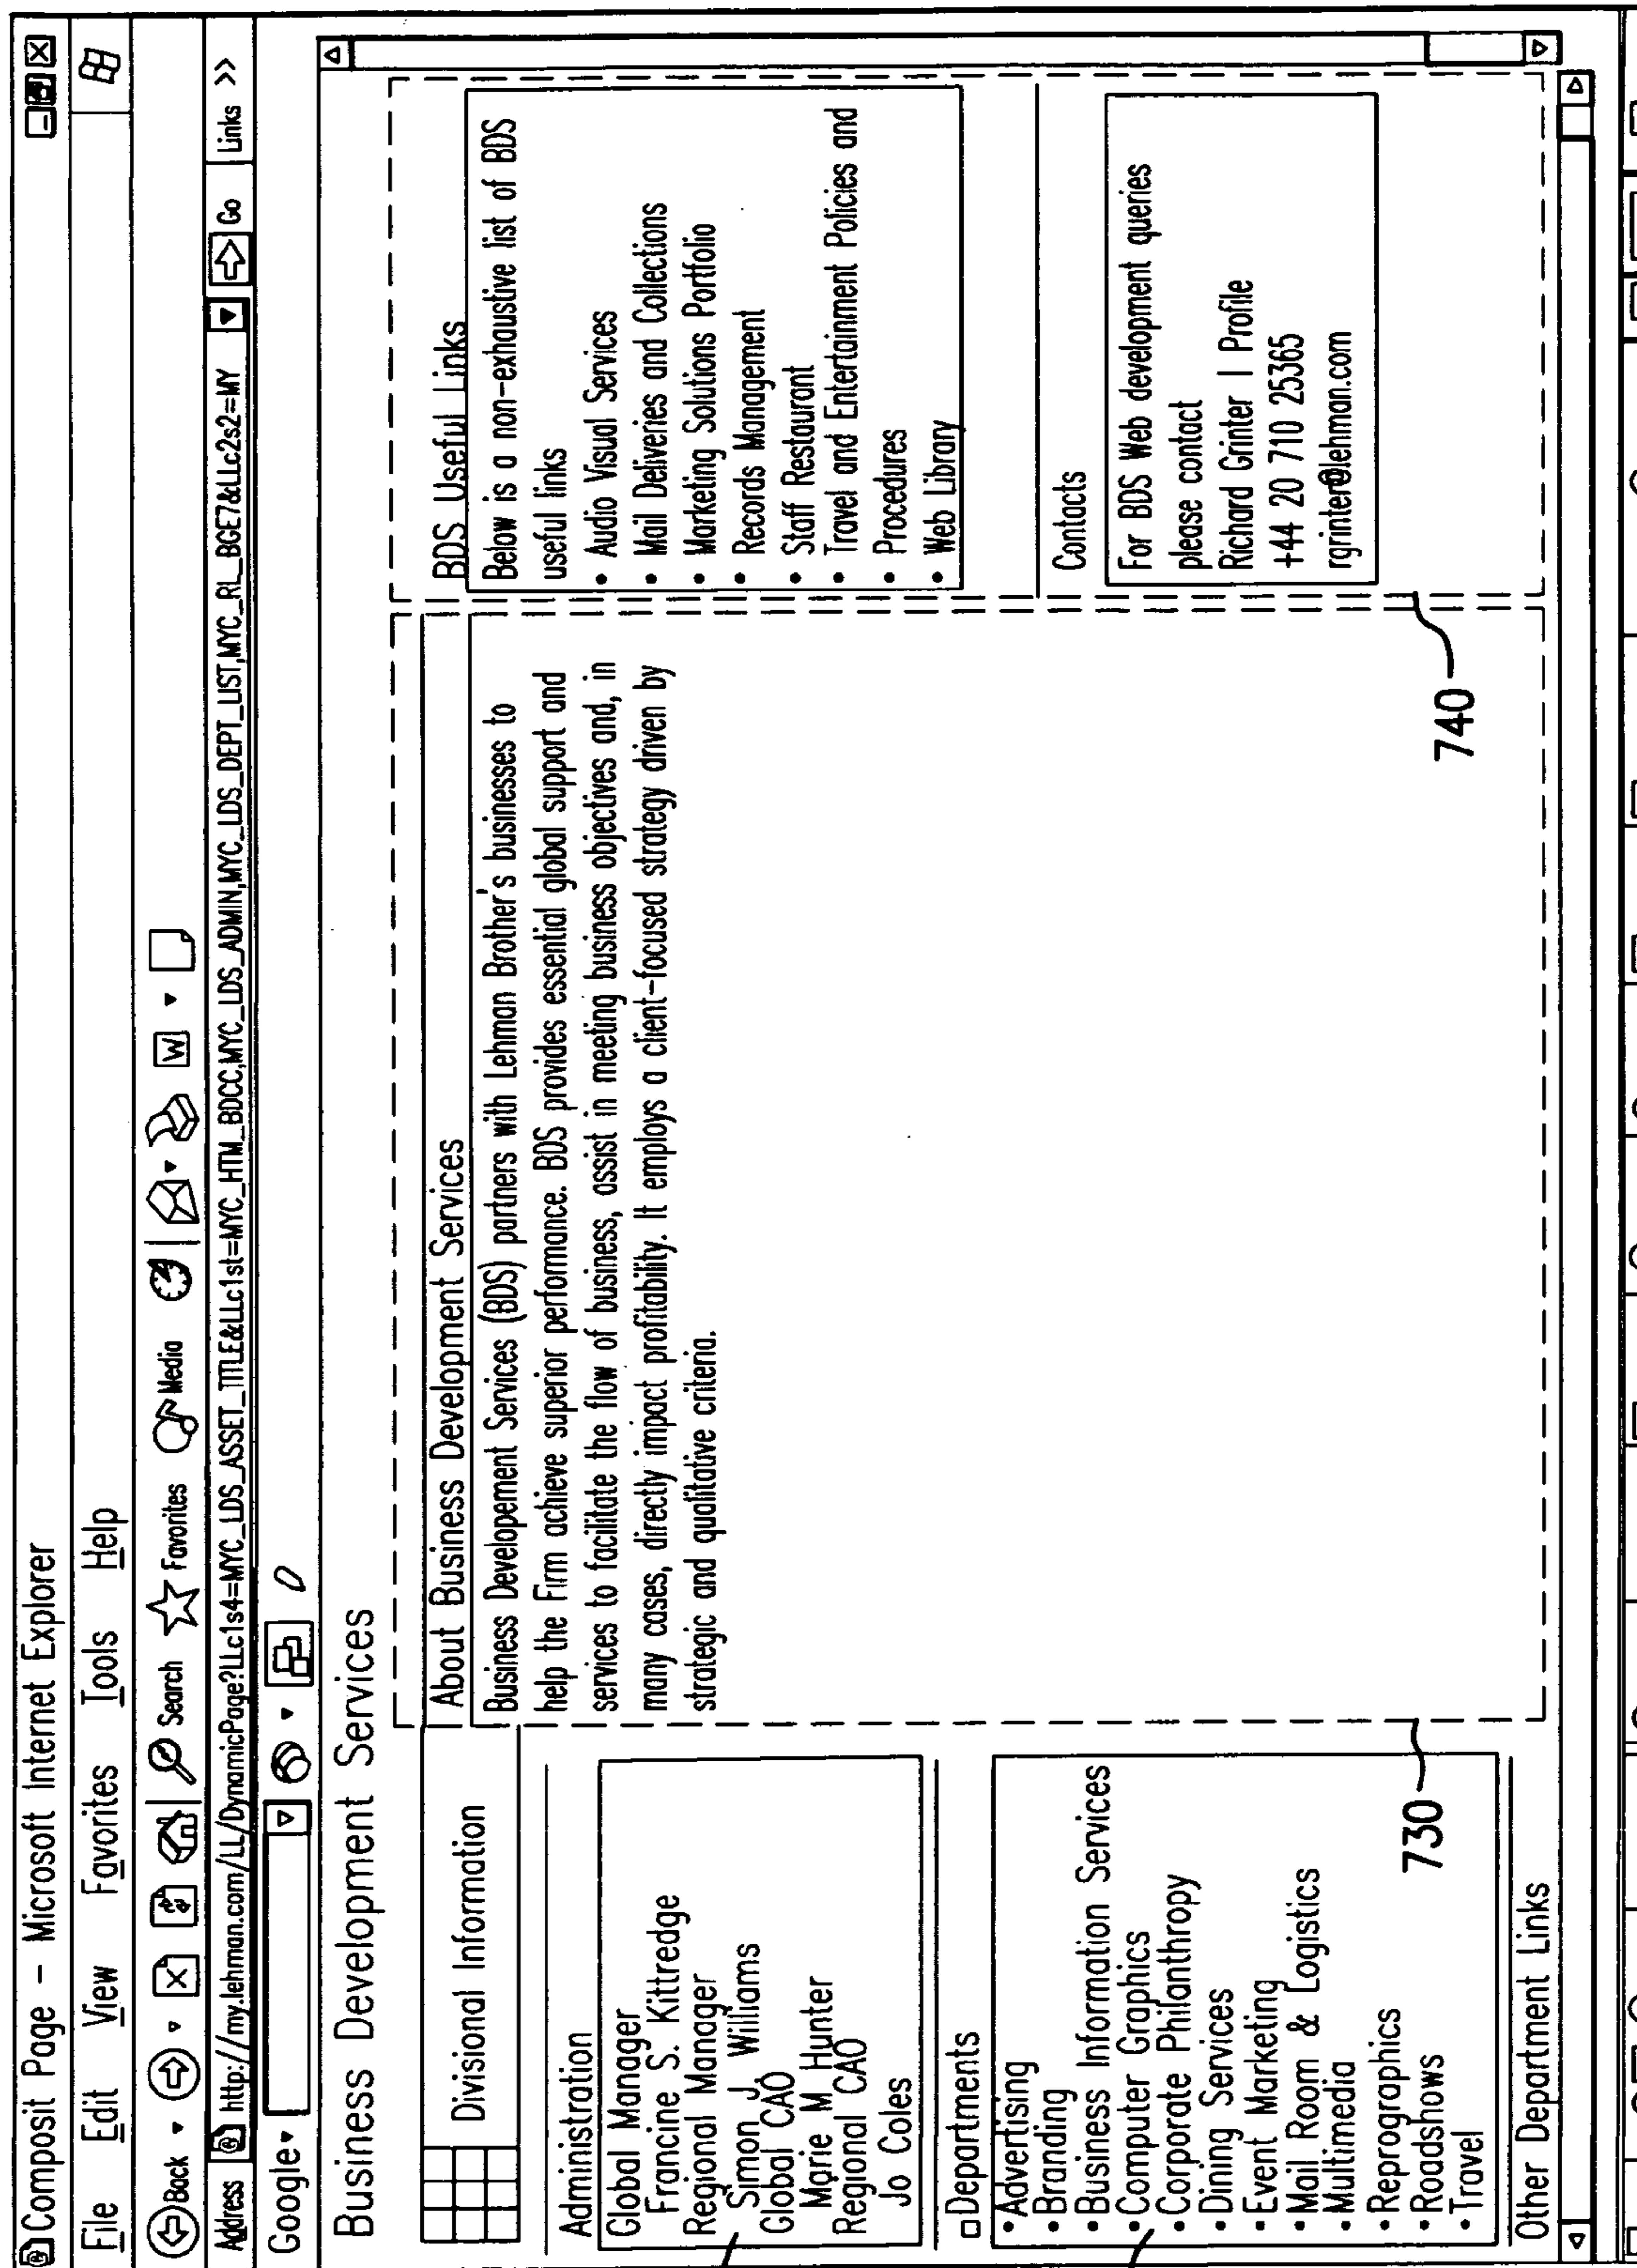 Composit Page - Microsoft Internet Explorer
File Edit View Favorites Tools Help
Back Search Favorites Media W
Address http://my.lehman.com/LL/DynamicPage?LLc1s4=MYC_LDS_ASSET_TITLE&LLc1st=MYC_HTM_BDCC,MYC_LDS_ADMIN,MYC_LDS_DEPT_LIST,MYC_RL_BGE7&LLc2s2=MY Go Links >>
Google
Business Development Services
Divisional Information
Administration
Global Manager
Francine S. Kittredge
Regional Manager
Simon J. Williams
Global CAO
Marie M Hunter
Regional CAO
Jo Coles
Departments
• Advertising
• Branding
• Business Information Services
• Computer Graphics
• Corporate Philanthropy
• Dining Services
• Event Marketing
• Mail Room & Logistics
• Multimedia
• Reprographics
• Roadshows
• Travel
Other Department Links
730
About Business Development Services
Business Developement Services (BDS) partners with Lehman Brother's businesses to
help the Firm achieve superior performance. BDS provides essential global support and
services to facilitate the flow of business, assist in meeting business objectives and, in
many cases, directly impact profitability. It employs a client-focused strategy driven by
strategic and qualitative criteria.
740
BDS Useful Links
Below is a non-exhaustive list of BDS
useful links
• Audio Visual Services
• Mail Deliveries and Collections
• Marketing Solutions Portfolio
• Records Management
• Staff Restaurant
• Travel and Entertainment Policies and
• Procedures
• Web Library
Contacts
For BDS Web development queries
please contact
Richard Grinter | Profile
+44 20 710 25365
rgrinter@lehman.com